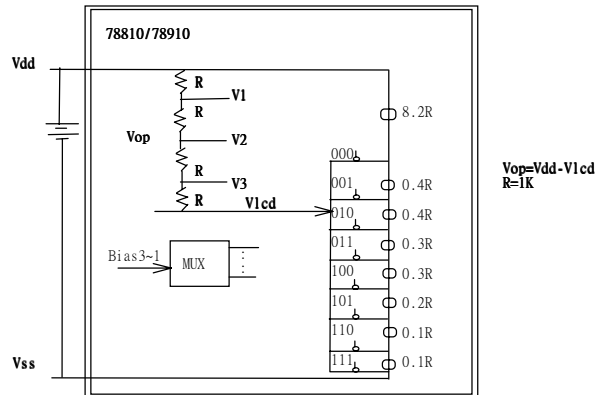 78810/78910
Vdd
R
V1
R
8.2R
Vop
V2
000
R
Vop=Vdd-Vlcd
R=1K
V3
001
0.4R
R
Vlcd
010
0.4R
011
0.3R
Bias3~1
MUX
100
0.3R
101
0.2R
110
0.1R
Vss
111
0.1R